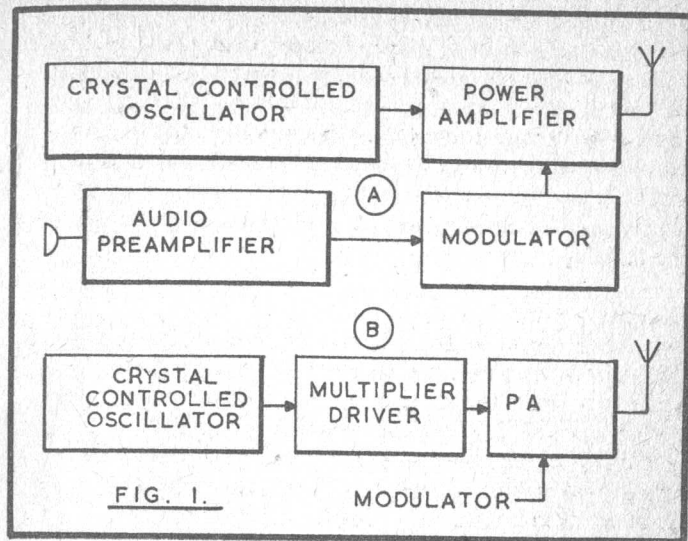 CRYSTAL CONTROLLED
OSCILLATOR
POWER
AMPLIFIER
A
AUDIO
PREAMPLIFIER
MODULATOR
B
CRYSTAL
CONTROLLED
OSCILLATOR
MULTIPLIER
DRIVER
PA
FIG. 1.
MODULATOR